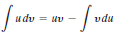 ∫ u dv = uv − ∫ v du